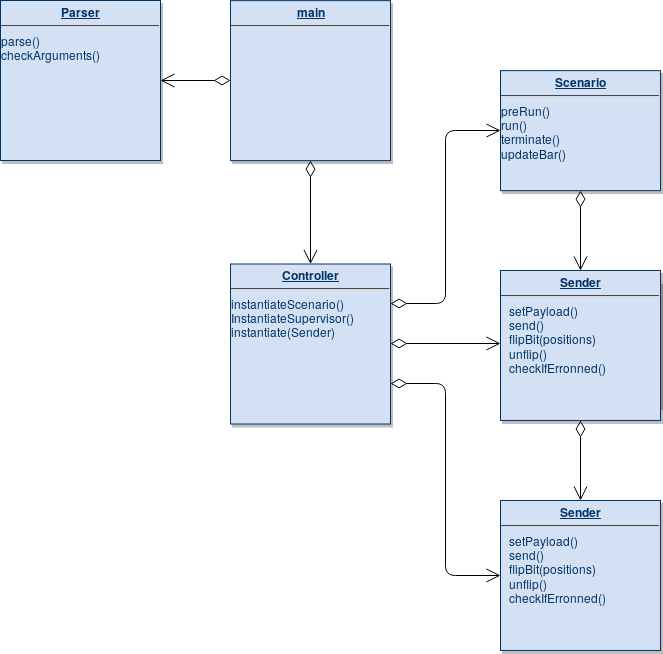 Parser
parse()
checkArguments()
main
Scenario
preRun()
run()
terminate()
updateBar()
Controller
instantiateScenario()
InstantiateSupervisor()
instantiate(Sender)
Sender
setPayload()
send()
flipBit(positions)
unflip()
checkIfErronned()
Sender
setPayload()
send()
flipBit(positions)
unflip()
checkIfErronned()